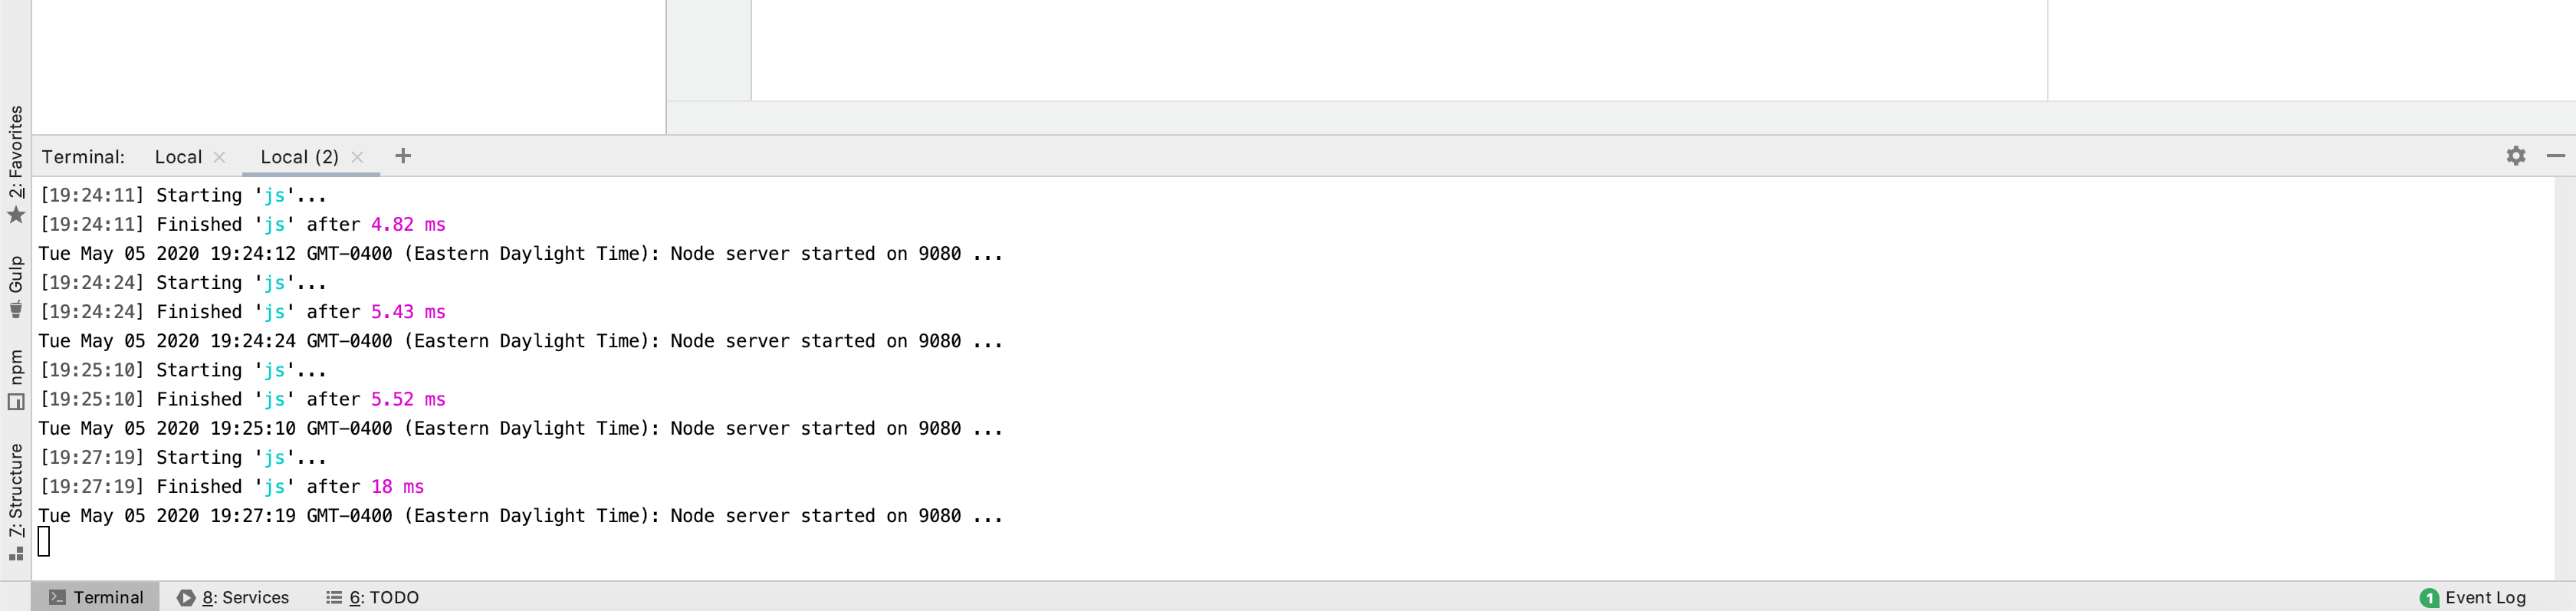 Terminal: Local Local (2)
[19:24:11] Starting 'js'...
[19:24:11] Finished 'js' after 4.82 ms
Tue May 05 2020 19:24:12 GMT-0400 (Eastern Daylight Time): Node server started on 9080 ...
[19:24:24] Starting 'js'...
[19:24:24] Finished 'js' after 5.43 ms
Tue May 05 2020 19:24:24 GMT-0400 (Eastern Daylight Time): Node server started on 9080 ...
[19:25:10] Starting 'js'...
[19:25:10] Finished 'js' after 5.52 ms
Tue May 05 2020 19:25:10 GMT-0400 (Eastern Daylight Time): Node server started on 9080 ...
[19:27:19] Starting 'js'...
[19:27:19] Finished 'js' after 18 ms
Tue May 05 2020 19:27:19 GMT-0400 (Eastern Daylight Time): Node server started on 9080 ...
2: Favorites
Gulp
npm
Z: Structure
Terminal 8: Services 6: TODO 1 Event Log